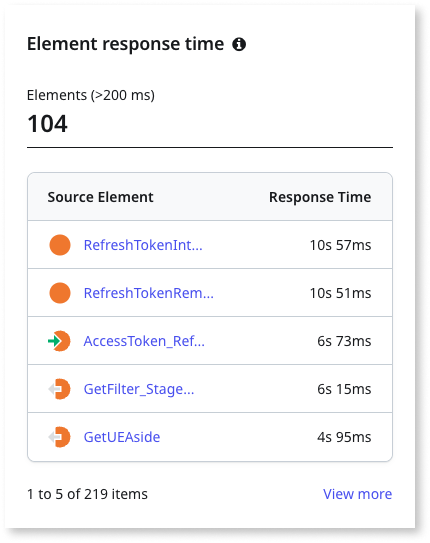 Element response time
Elements (>200 ms)
104
Source Element Response Time
RefreshTokenInt... 10s 57ms
RefreshTokenRem... 10s 51ms
AccessToken_Ref... 6s 73ms
GetFilter_Stage... 6s 15ms
GetUEAside 4s 95ms
1 to 5 of 219 items View more